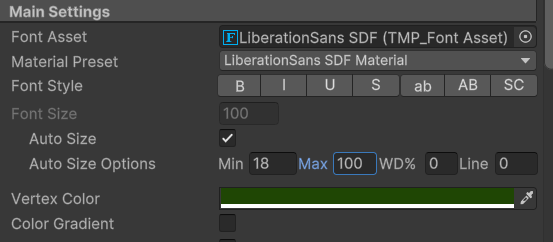 Main Settings
Font Asset F LiberationSans SDF (TMP_Font Asset)
Material Preset LiberationSans SDF Material
Font Style B I U S ab AB SC
Font Size 100
Auto Size
Auto Size Options Min 18 Max 100 WD% 0 Line 0
Vertex Color
Color Gradient